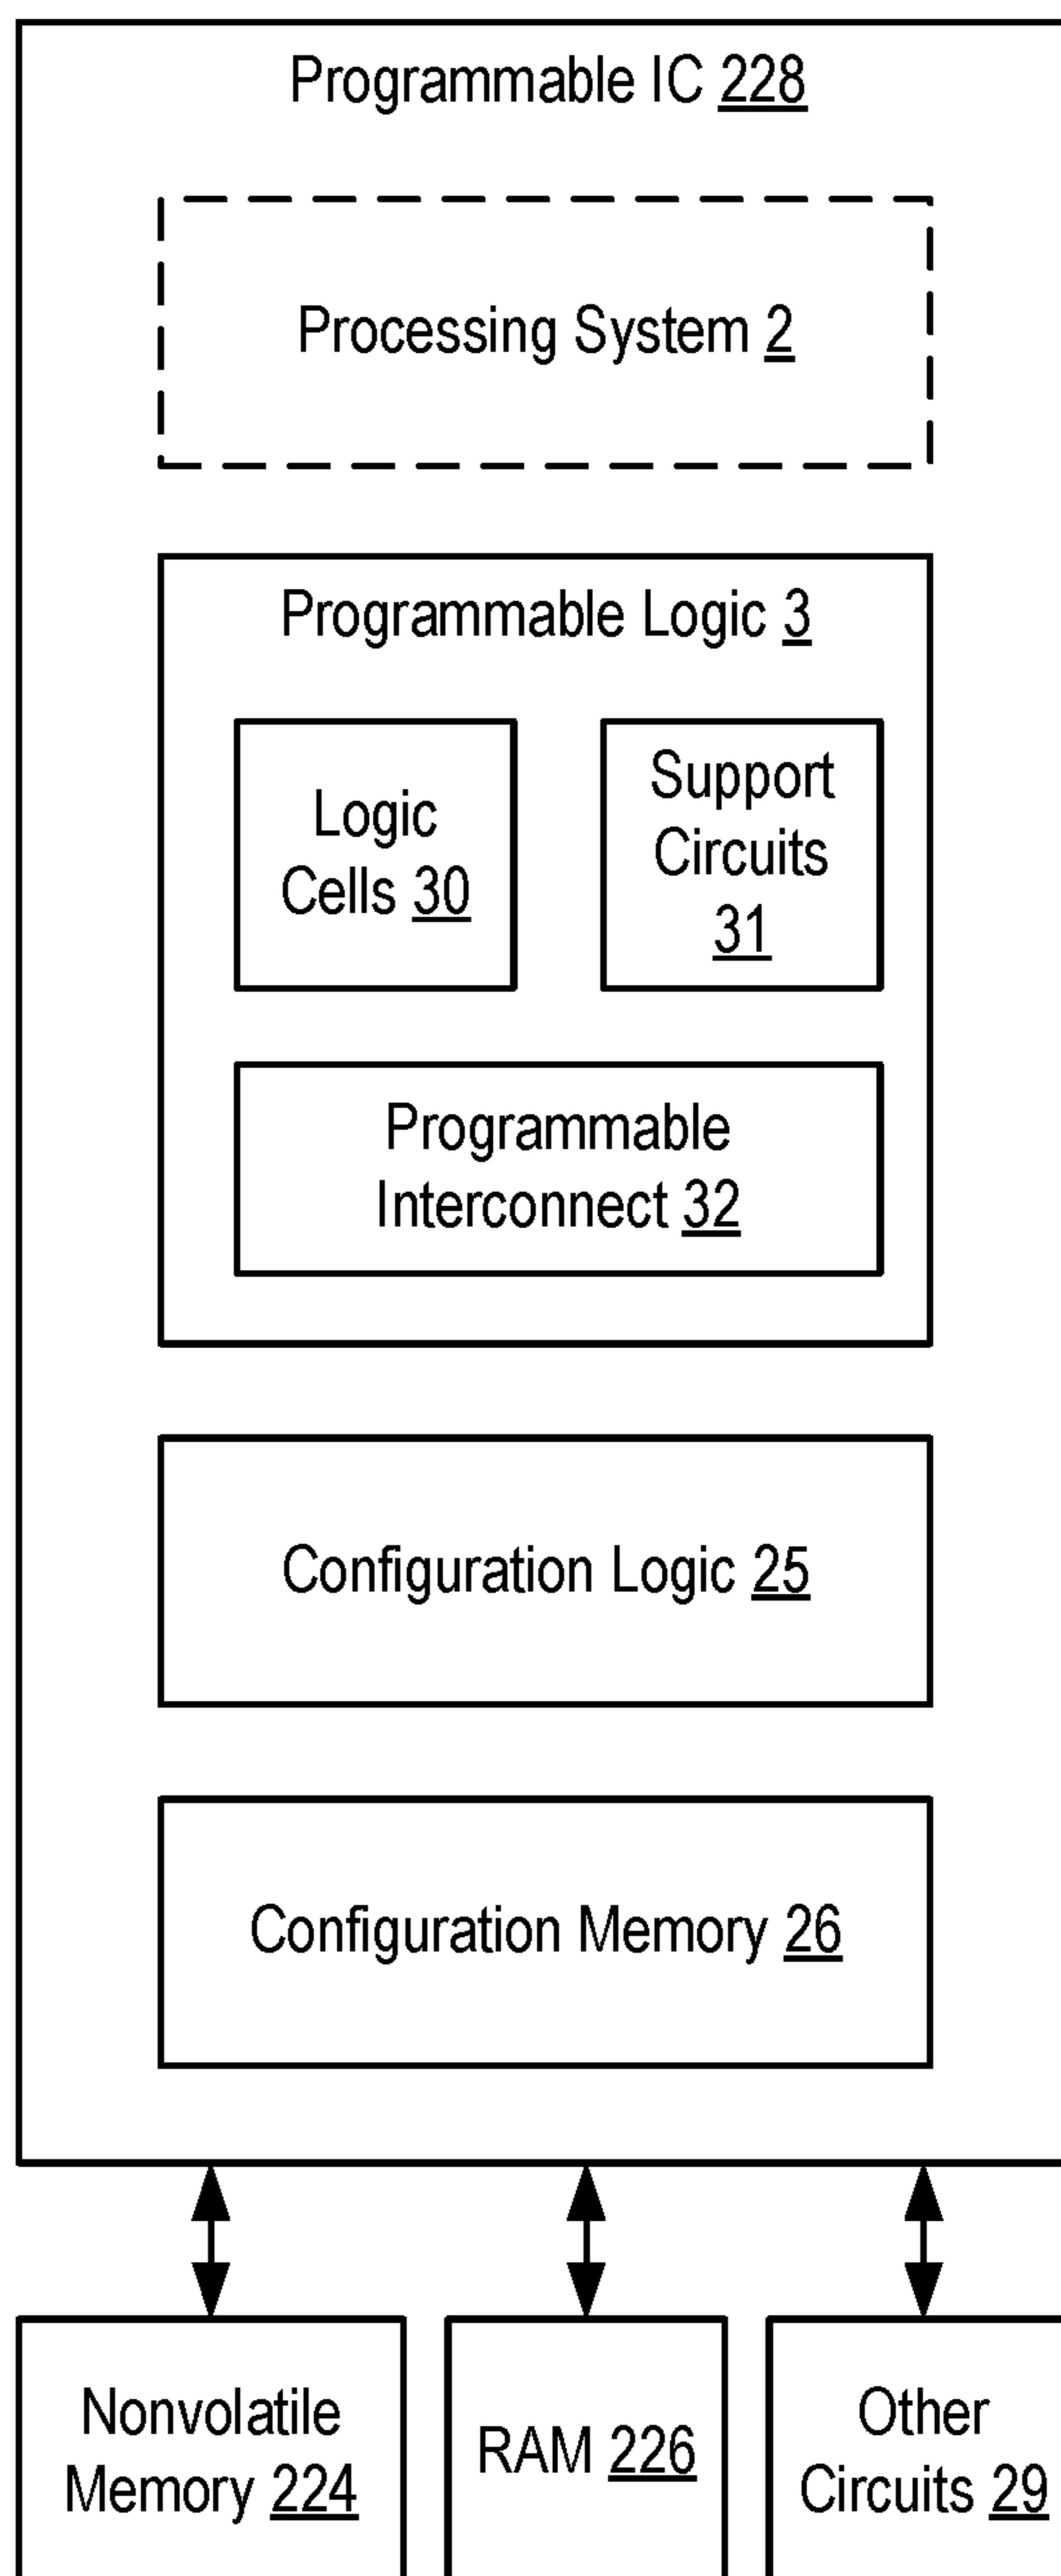 Programmable IC 228
Processing System 2
Programmable Logic 3
Logic
Cells 30
Support
Circuits
31
Programmable
Interconnect 32
Configuration Logic 25
Configuration Memory 26
Nonvolatile
Memory 224
RAM 226
Other
Circuits 29